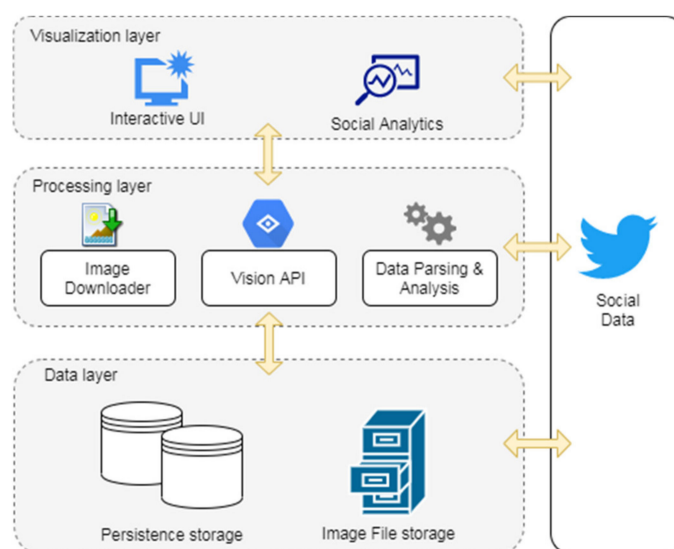 Visualization layer
Interactive UI
Social Analytics
Processing layer
Image
Downloader
Vision API
Data Parsing &
Analysis
Social
Data
Data layer
Persistence storage
Image File storage